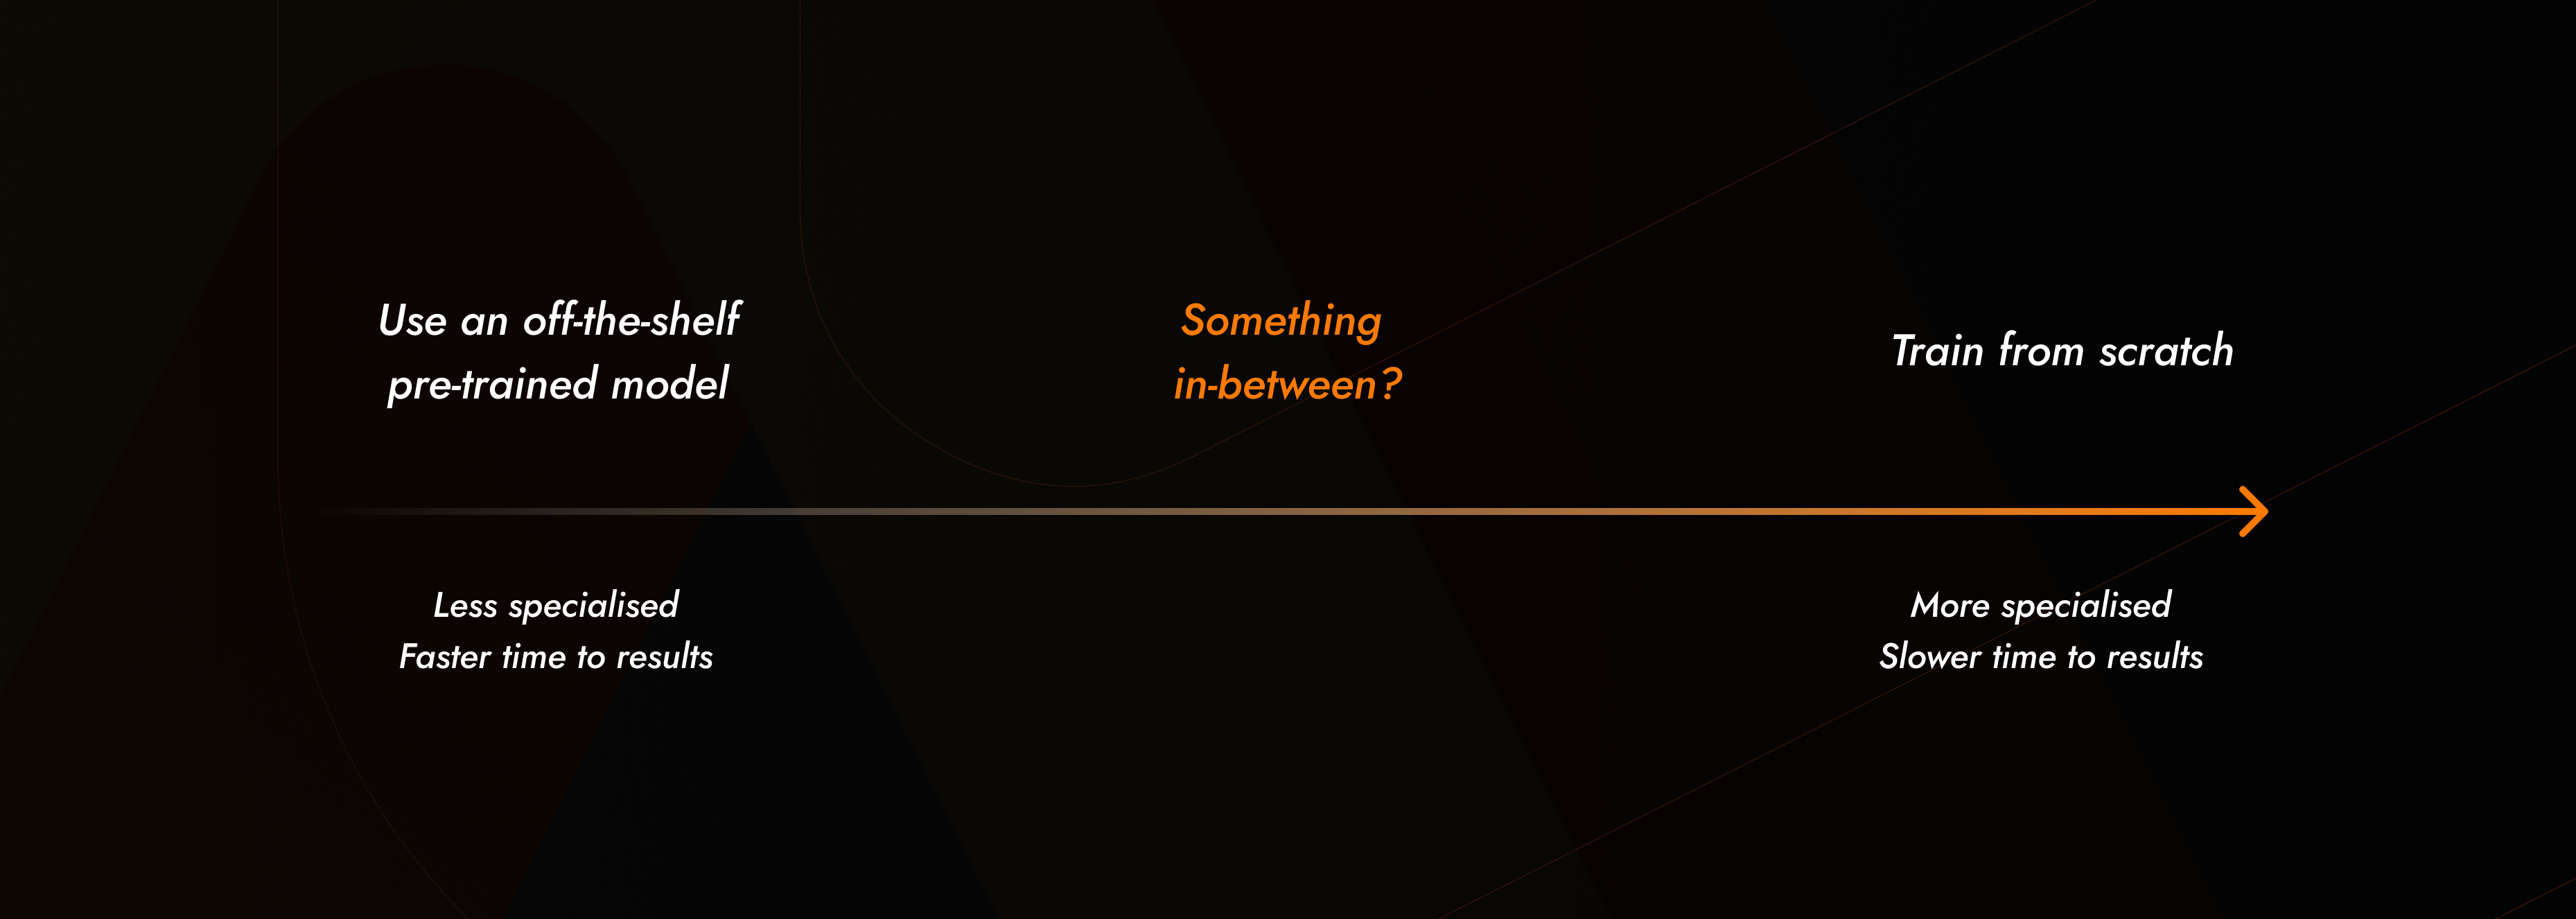 Use an off-the-shelf
pre-trained model
Something
in-between?
Train from scratch
Less specialised
Faster time to results
More specialised
Slower time to results